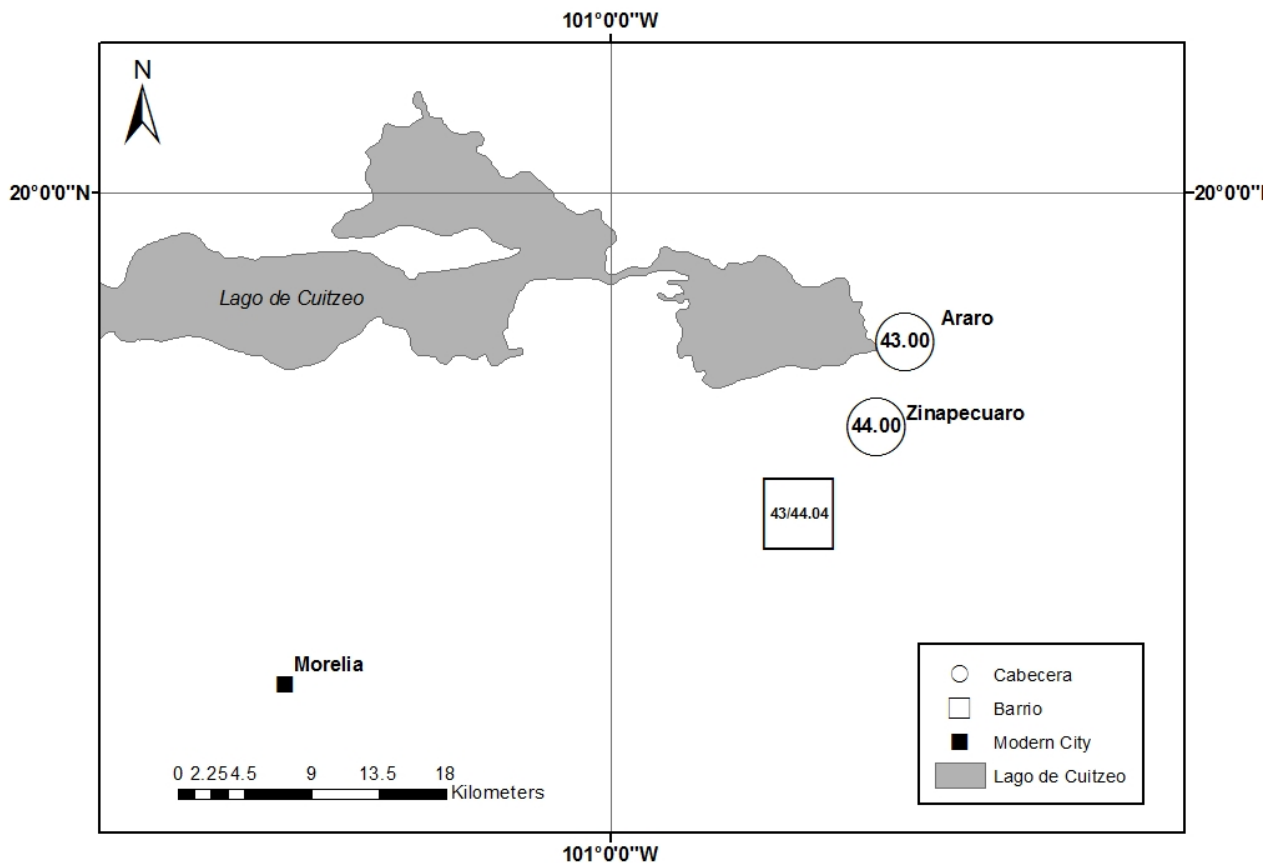 101°0'0"W
N
20°0'0"N
20°0'0"N
Lago de Cuitzeo
Araro
43.00
Zinapecuaro
44.00
43/44.04
Morelia
Cabecera
Barrio
Modern City
Lago de Cuitzeo
0 2.25 4.5 9 13.5 18
Kilometers
101°0'0"W